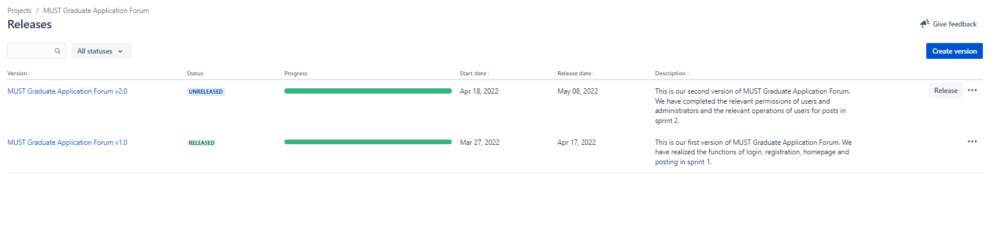 Projects / MUST Graduate Application Forum
Releases
Give feedback
All statuses
Create version
Version Status Progress Start date Release date Description
MUST Graduate Application Forum v2.0 UNRELEASED Apr 18, 2022 May 08, 2022 This is our second version of MUST Graduate Application Forum. Release
We have completed the relevant permissions of users and
administrators and the relevant operations of users for posts in
sprint 2.
MUST Graduate Application Forum v1.0 RELEASED Mar 27, 2022 Apr 17, 2022 This is our first version of MUST Graduate Application Forum. We
have realized the functions of login, registration, homepage and
posting in sprint 1.